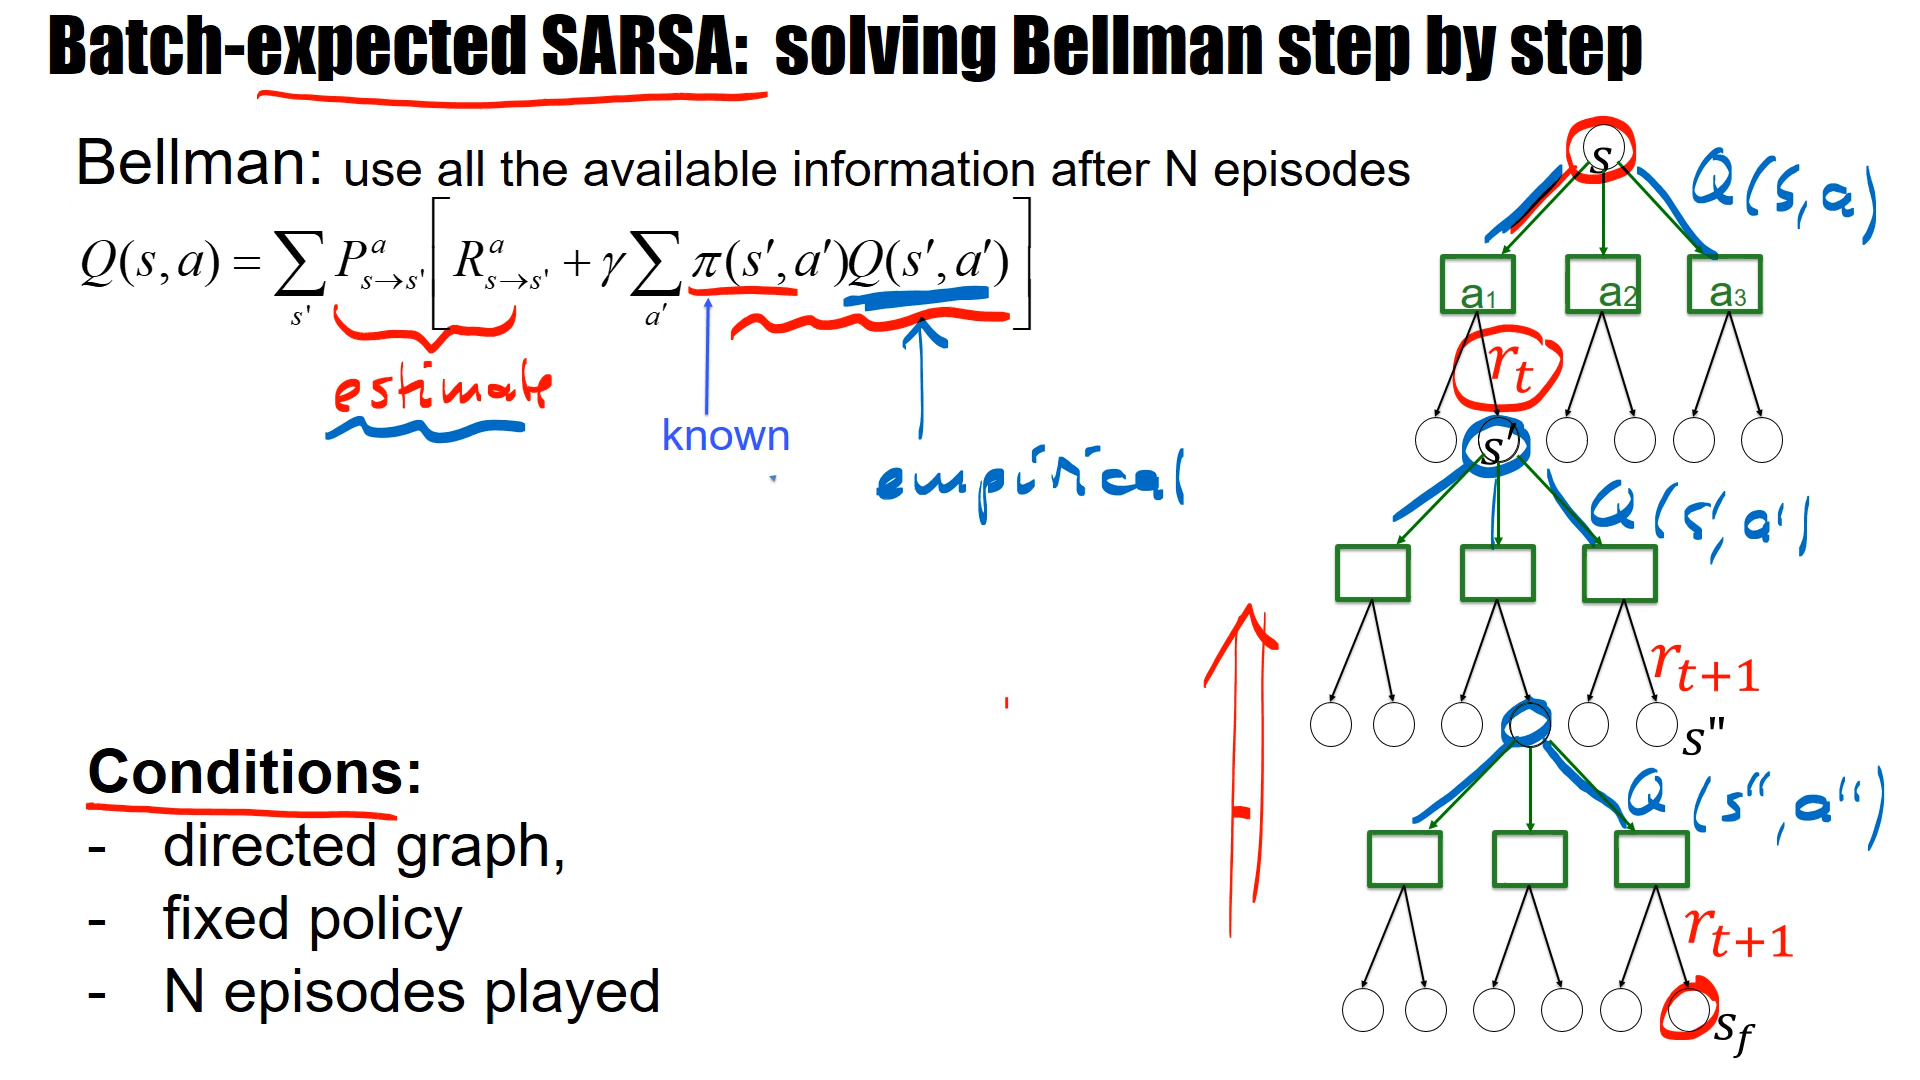 Batch-expected SARSA: solving Bellman step by step
Bellman: use all the available information after N episodes
Q(s, a) = ∑_{s'} P^a_{s→s'} [ R^a_{s→s'} + γ ∑_{a'} π(s', a')Q(s', a') ]
estimate
known
empirical
Conditions:
- directed graph,
- fixed policy
- N episodes played
s
Q(s, a)
a1 a2 a3
r_t
s'
Q(s', a')
r_{t+1}
s"
Q(s'', a'')
r_{t+1}
s_f